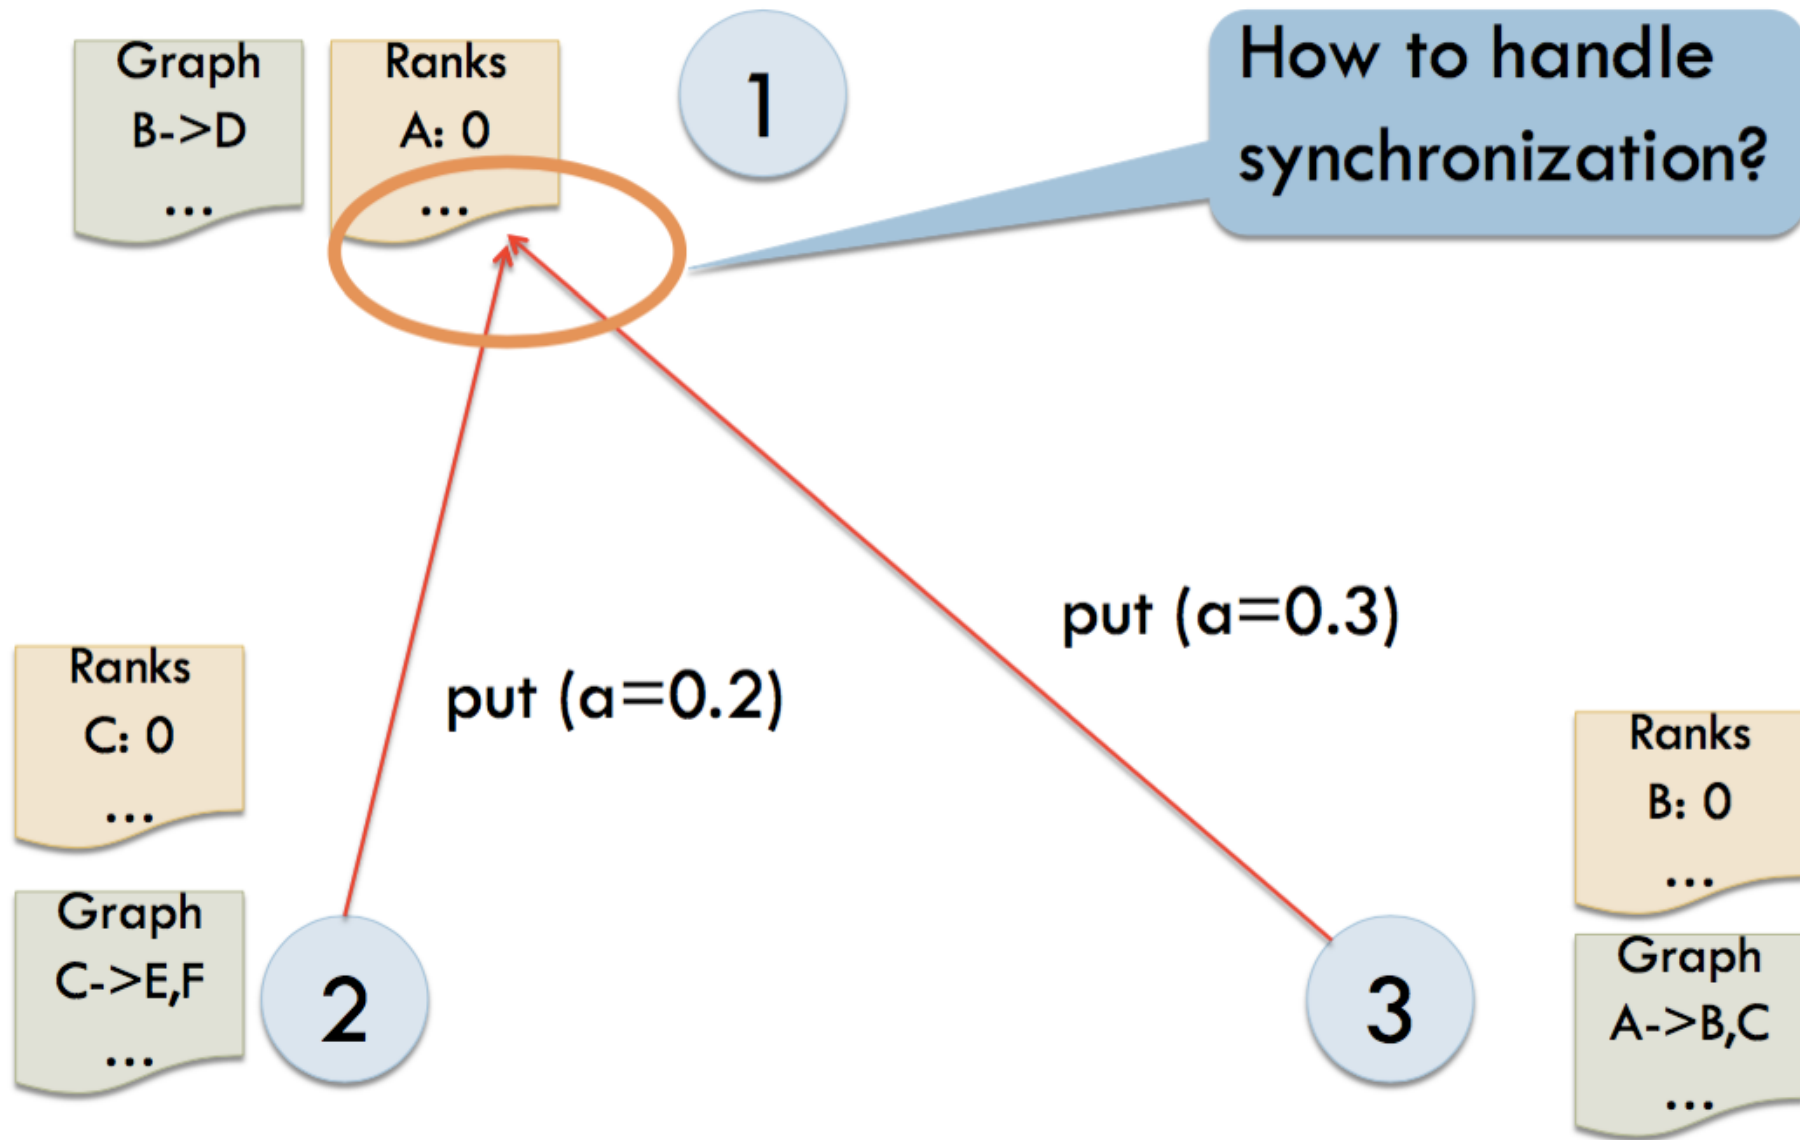 Graph
B->D
...
Ranks
A: 0
...
1
How to handle
synchronization?
put (a=0.2)
put (a=0.3)
Ranks
C: 0
...
Graph
C->E,F
...
2
3
Ranks
B: 0
...
Graph
A->B,C
...